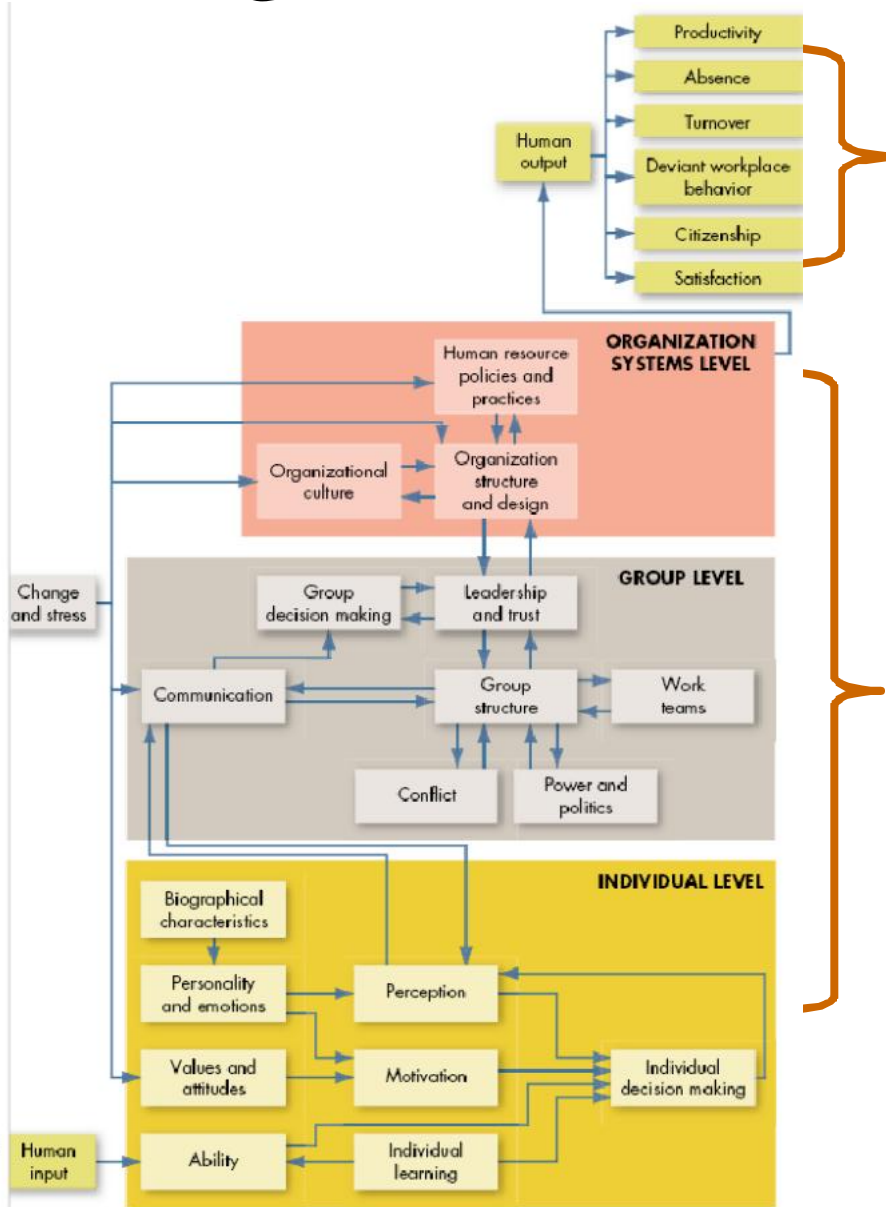 Productivity
Absence
Turnover
Human
output
Deviant workplace
behavior
Citizenship
Satisfaction
ORGANIZATION
SYSTEMS LEVEL
Human resource
policies and
practices
Organizational
culture
Organization
structure
and design
GROUP LEVEL
Change
and stress
Group
decision making
Leadership
and trust
Communication
Group
structure
Work
teams
Conflict
Power and
politics
INDIVIDUAL LEVEL
Biographical
characteristics
Personality
and emotions
Perception
Values and
attitudes
Motivation
Individual
decision making
Human
input
Ability
Individual
learning